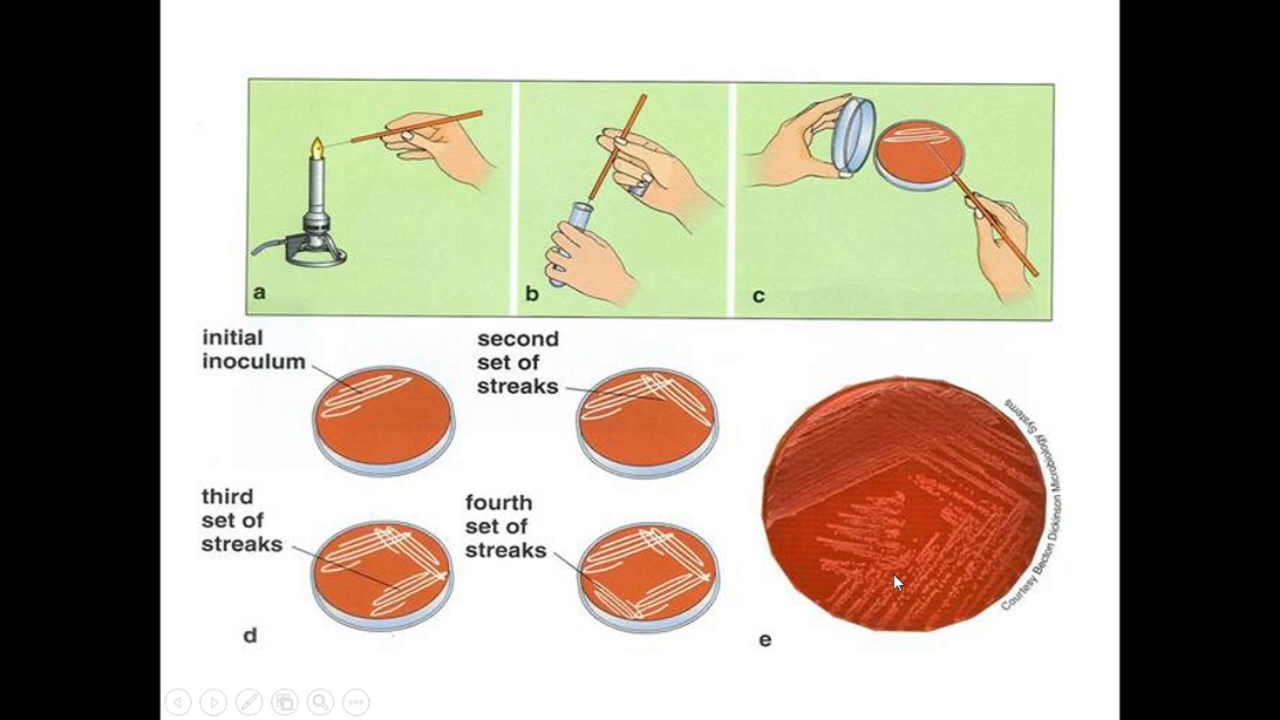 a
b
c
initial
inoculum
second
set of
streaks
third
set of
streaks
fourth
set of
streaks
d
e
Courtesy Becton Dickinson Microbiology Systems